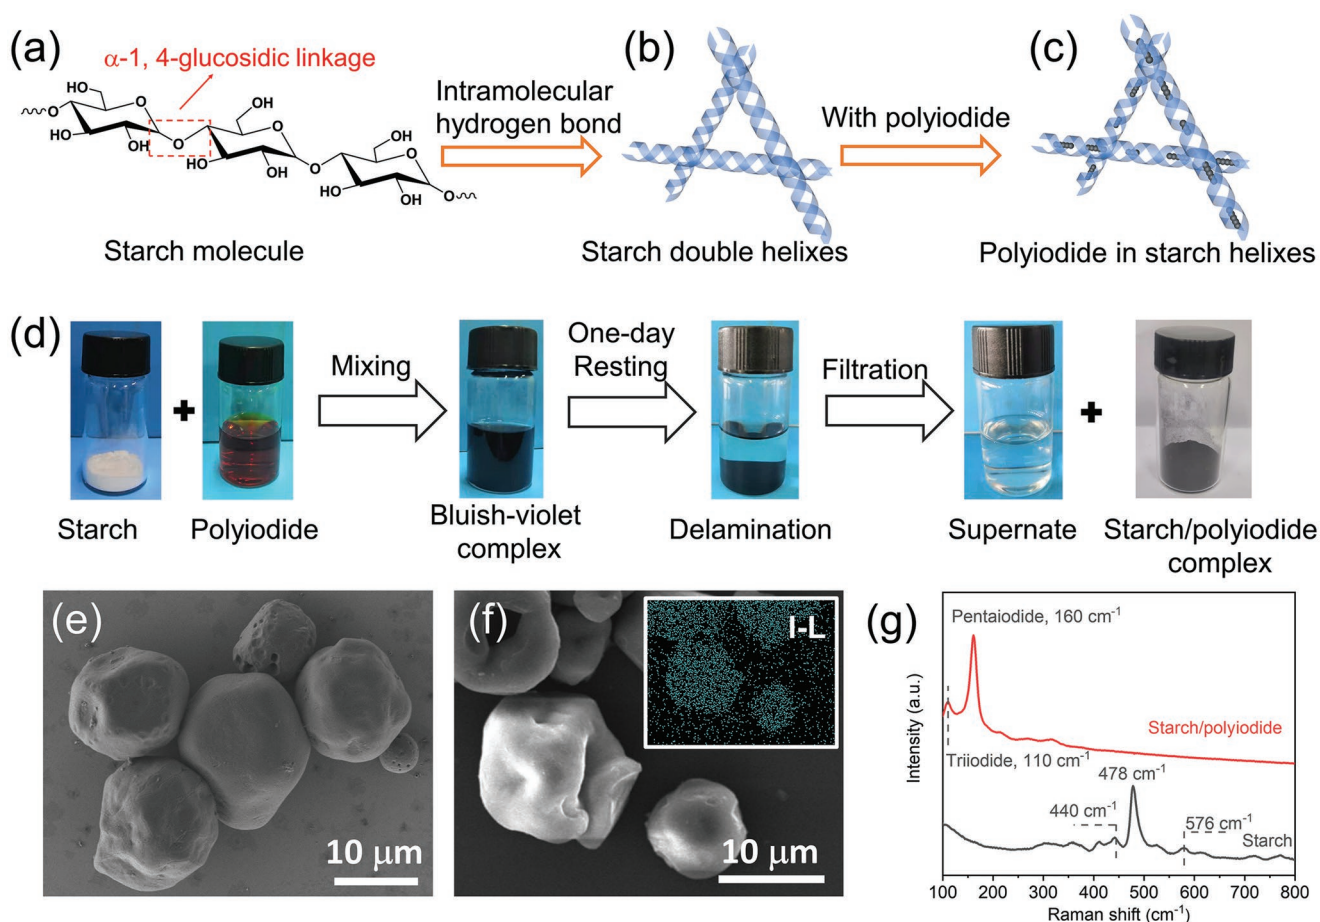 (a)
α-1, 4-glucosidic linkage
OH
O
HO
OH
O
OH
O
HO
OH
O
OH
O
HO
OH
O
Starch molecule
Intramolecular
hydrogen bond
(b)
Starch double helixes
With polyiodide
(c)
Polyiodide in starch helixes
(d)
Starch
+
Polyiodide
Mixing
Bluish-violet
complex
One-day
Resting
Delamination
Filtration
Supernate
+
Starch/polyiodide
complex
(e)
10 μm
(f)
I-L
10 μm
(g)
Intensity (a.u.)
Pentaiodide, 160 cm⁻¹
Starch/polyiodide
Triiodide, 110 cm⁻¹
478 cm⁻¹
440 cm⁻¹
576 cm⁻¹
Starch
100 200 300 400 500 600 700 800
Raman shift (cm⁻¹)